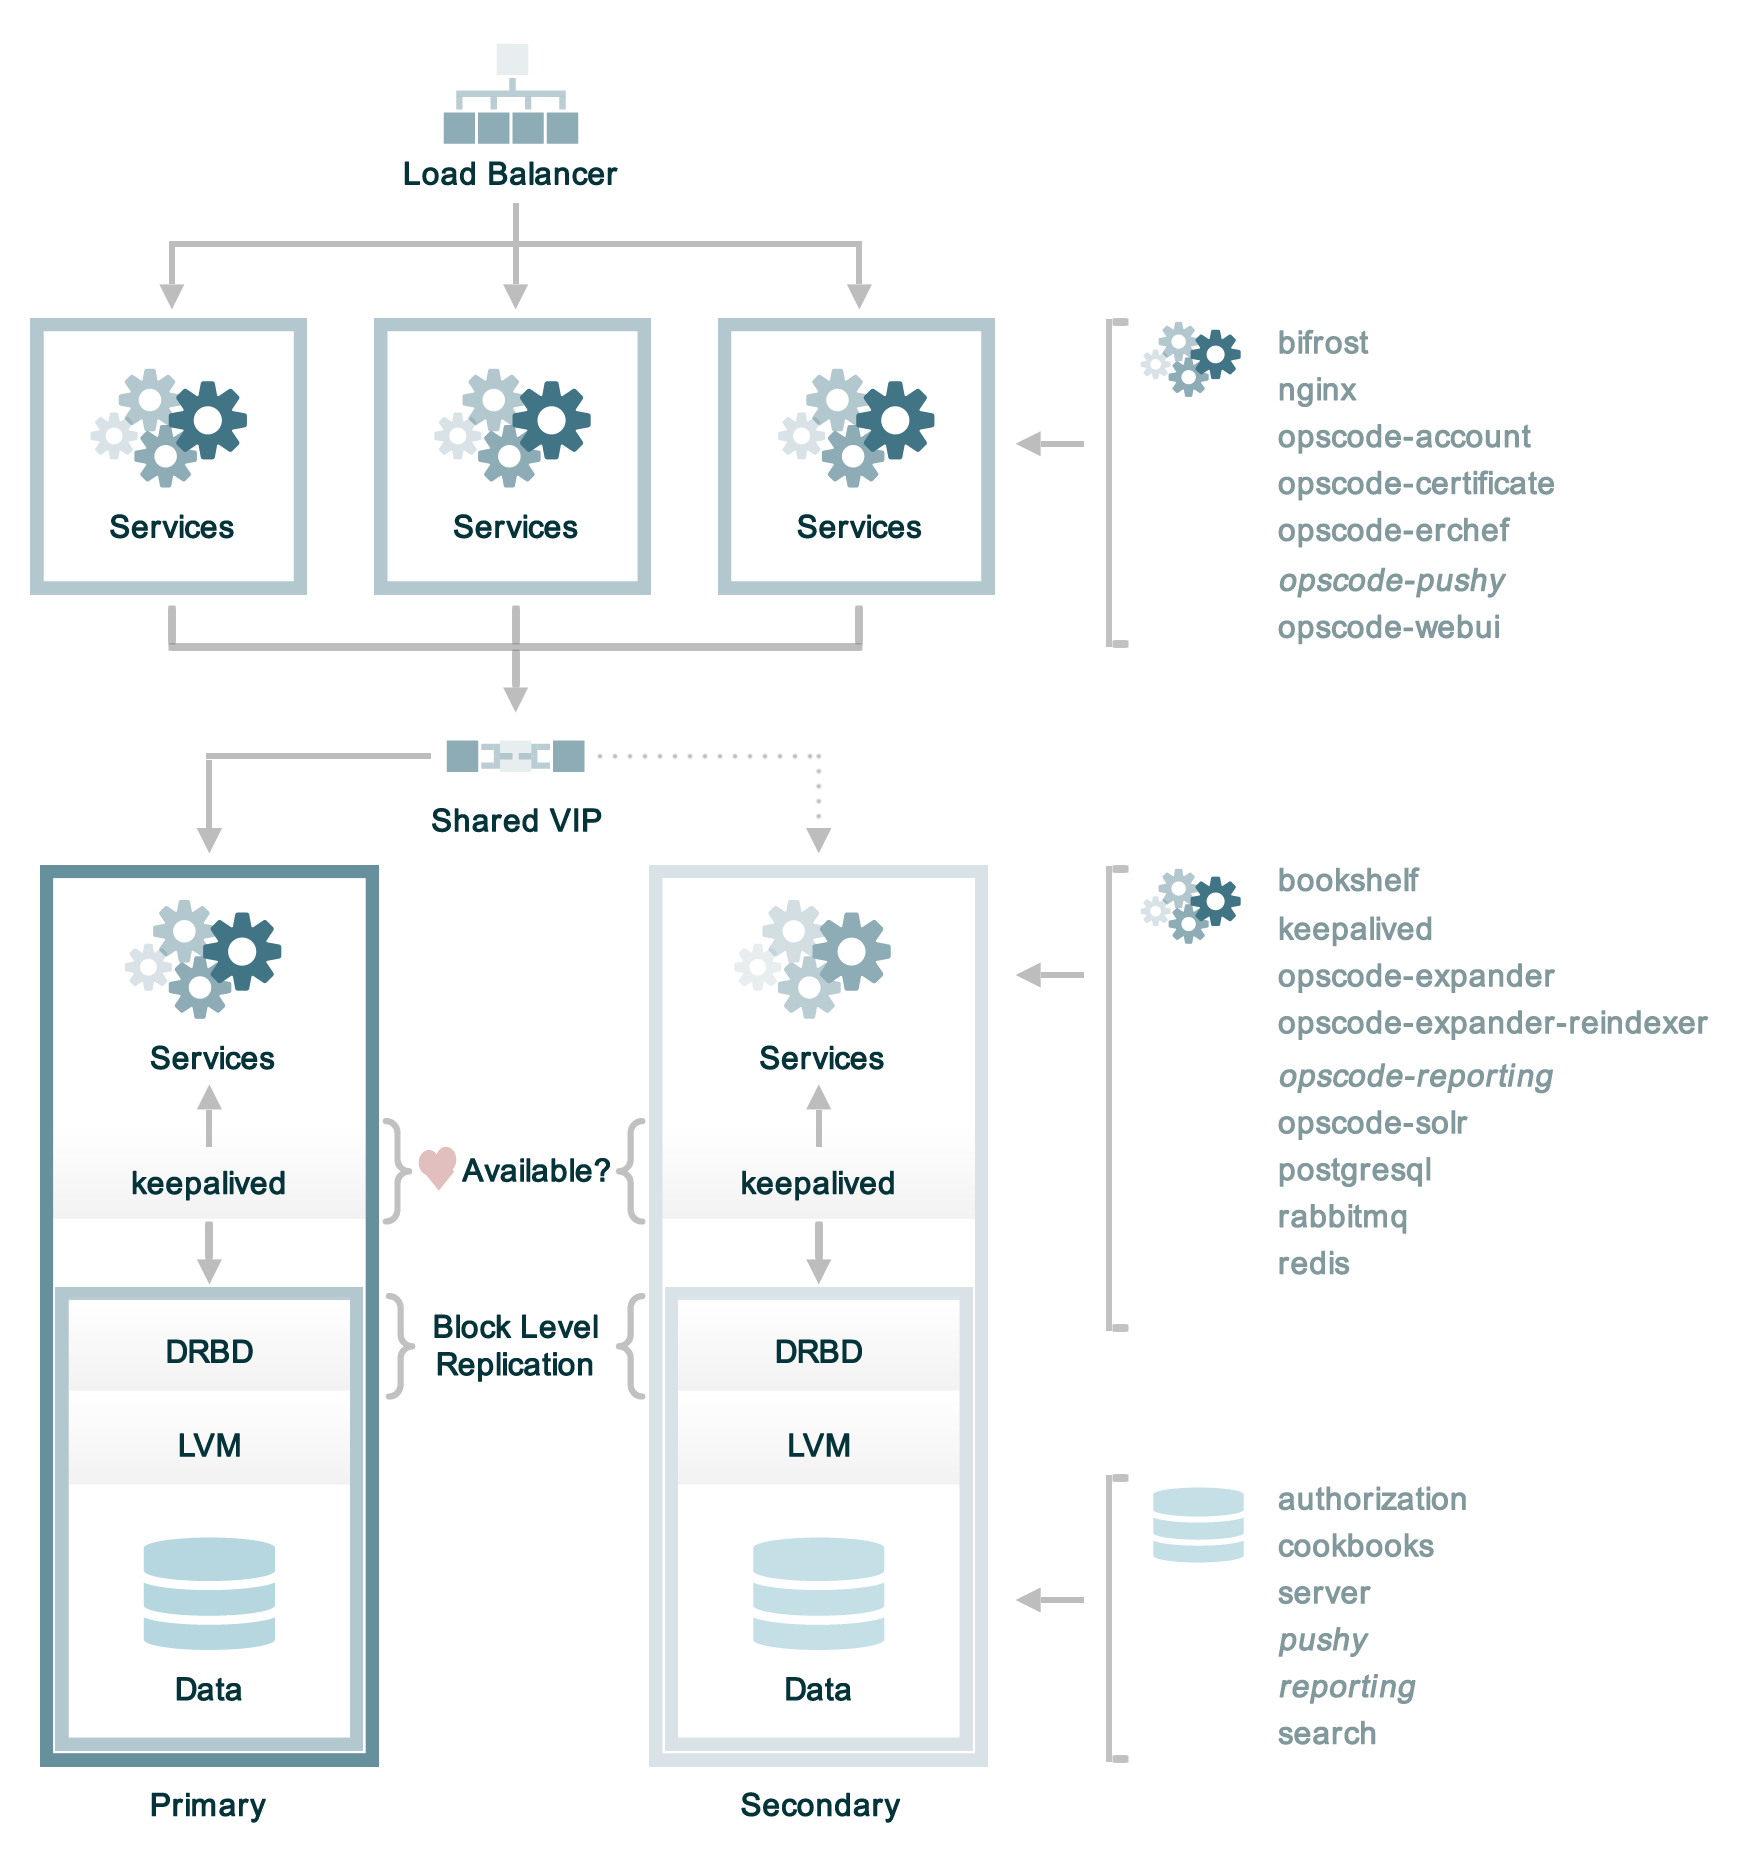 Load Balancer
Services
Services
Services
bifrost
nginx
opscode-account
opscode-certificate
opscode-erchef
opscode-pushy
opscode-webui
Shared VIP
Services
keepalived
DRBD
LVM
Data
Primary
Available?
Block Level
Replication
Services
keepalived
DRBD
LVM
Data
Secondary
bookshelf
keepalived
opscode-expander
opscode-expander-reindexer
opscode-reporting
opscode-solr
postgresql
rabbitmq
redis
authorization
cookbooks
server
pushy
reporting
search